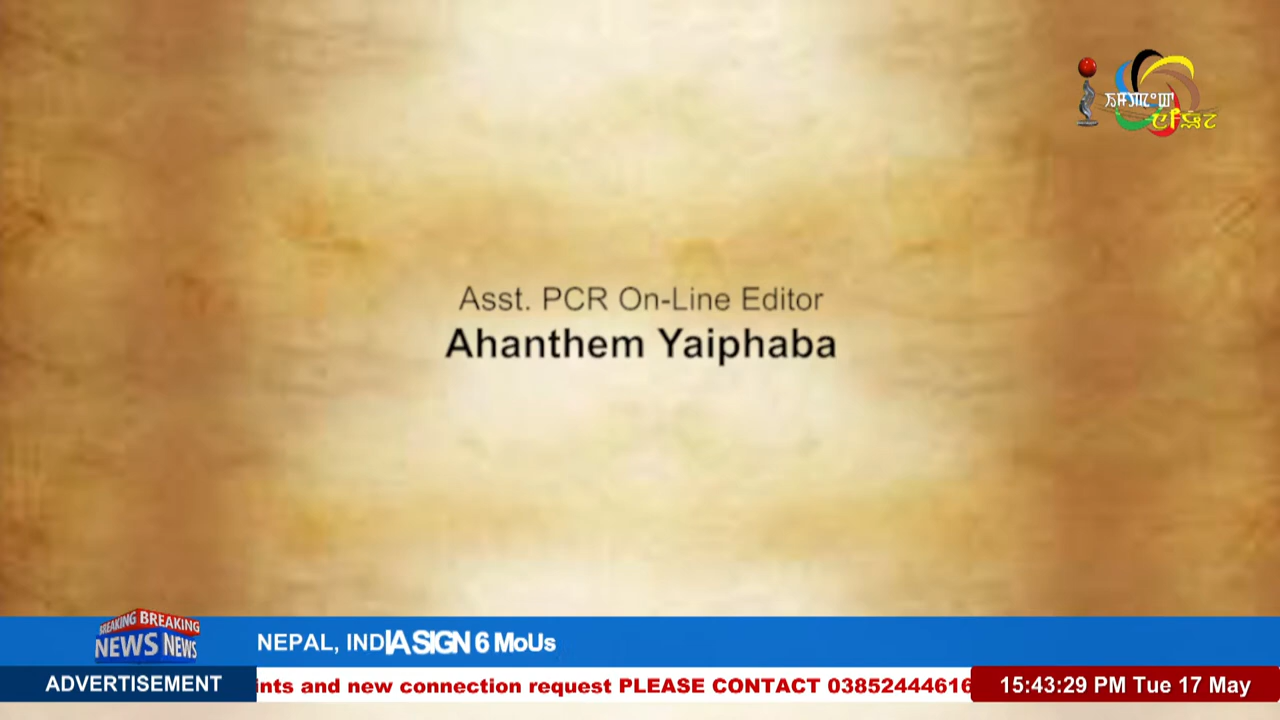 Asst. PCR On-Line Editor
Ahanthem Yaiphaba
BREAKING BREAKING
NEWS NEWS
NEPAL, INDIA SIGN 6 MoUs
ADVERTISEMENT
ints and new connection request PLEASE CONTACT 03852444616
15:43:29 PM Tue 17 May